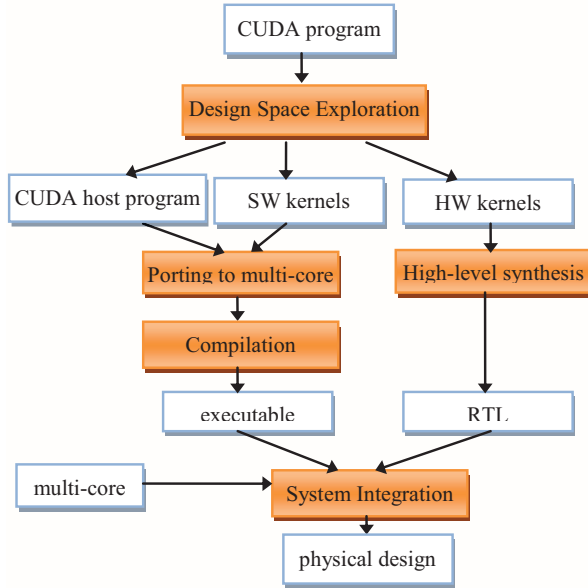 CUDA program
Design Space Exploration
CUDA host program
SW kernels
HW kernels
Porting to multi-core
High-level synthesis
Compilation
executable
RTL
multi-core
System Integration
physical design